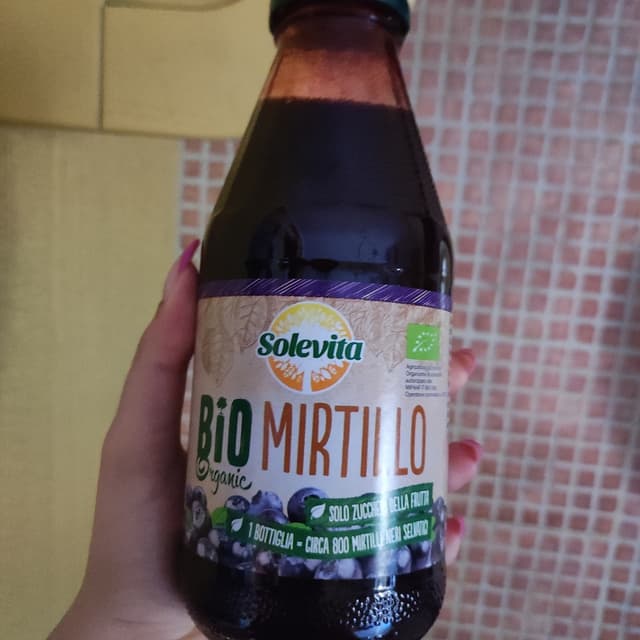 Solevita
BIO
Organic
MIRTILLO
SOLO ZUCCHERI DELLA FRUTTA
1 BOTTIGLIA = CIRCA 800 MIRTILLI NERI SELVATICI